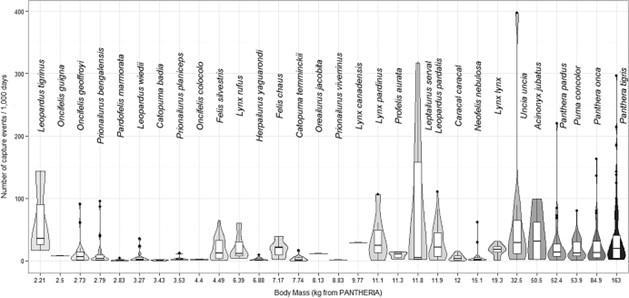 Number of capture events / 1,000 days
400
300
200
100
0
Leopardus tigrinus
Oncifelis guigna
Oncifelis geoffroyi
Prionailurus bengalensis
Pardofelis marmorata
Leopardus wiedii
Catopuma badia
Prionailurus planiceps
Oncifelis colocolo
Felis silvestris
Lynx rufus
Herpailurus yaguarondi
Felis chaus
Catopuma temminckii
Oreailurus jacobita
Prionailurus viverrinus
Lynx canadensis
Lynx pardinus
Profelis aurata
Leptailurus serval
Leopardus pardalis
Caracal caracal
Neofelis nebulosa
Lynx lynx
Uncia uncia
Acinonyx jubatus
Panthera pardus
Puma concolor
Panthera onca
Panthera tigris
2.21 2.5 2.73 2.79 2.83 3.27 3.43 3.53 4.4 4.49 6.39 6.88 7.17 7.74 8.13 8.83 9.77 11.1 11.3 11.8 11.9 12 15.1 19.3 32.5 50.5 52.4 53.9 84.9 163
Body Mass (kg from PANTHERIA)